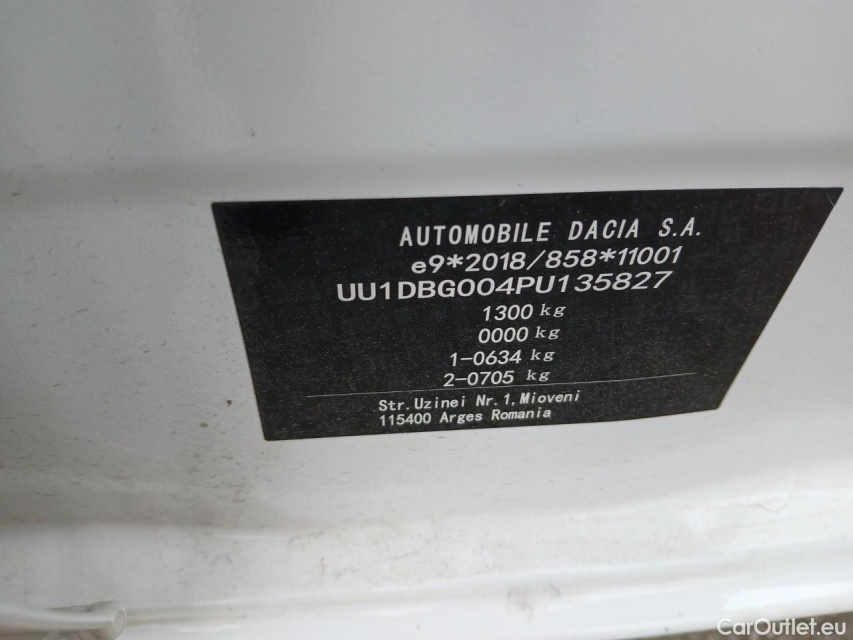 AUTOMOBILE DACIA S.A.
e9*2018/858*11001
UU1DBG004PU135827
1300 kg
0000 kg
1-0634 kg
2-0705 kg
Str.Uzinei Nr.1,Mioveni
115400 Arges Romania
CarOutlet.eu